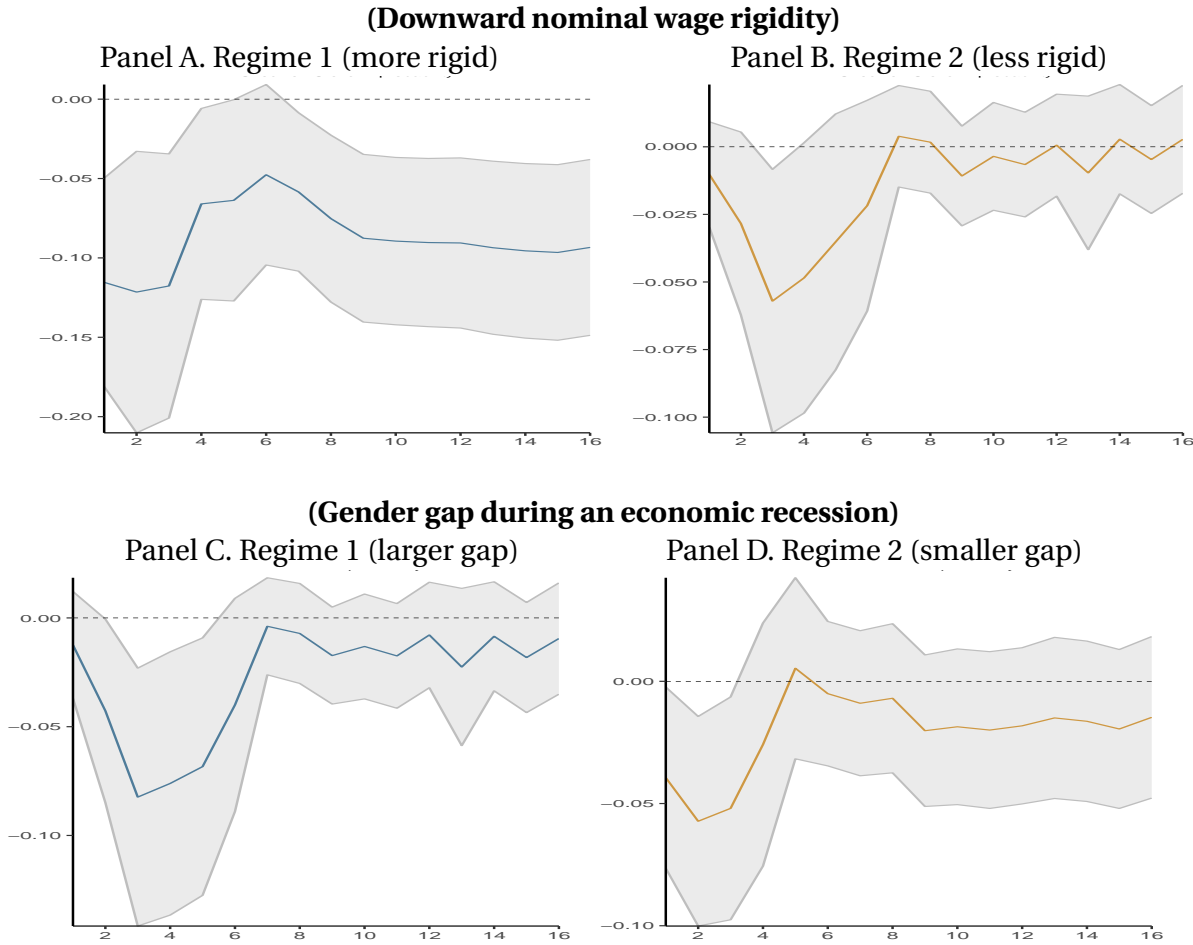 (Downward nominal wage rigidity)
Panel A. Regime 1 (more rigid)
Panel B. Regime 2 (less rigid)
0.00
−0.05
−0.10
−0.15
−0.20
2 4 6 8 10 12 14 16
0.000
−0.025
−0.050
−0.075
−0.100
2 4 6 8 10 12 14 16
(Gender gap during an economic recession)
Panel C. Regime 1 (larger gap)
Panel D. Regime 2 (smaller gap)
0.00
−0.05
−0.10
2 4 6 8 10 12 14 16
0.00
−0.05
−0.10
2 4 6 8 10 12 14 16